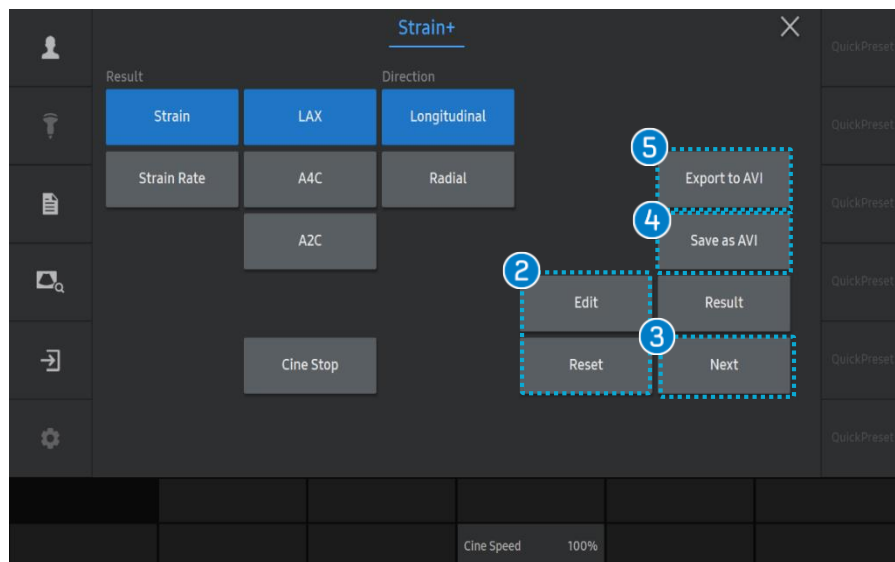 Strain+
QuickPreset
Result
Direction
Strain
LAX
Longitudinal
QuickPreset
5
Strain Rate
A4C
Radial
Export to AVI
QuickPreset
4
A2C
Save as AVI
2
QuickPreset
Edit
Result
3
Cine Stop
Reset
Next
QuickPreset
QuickPreset
Cine Speed 100%